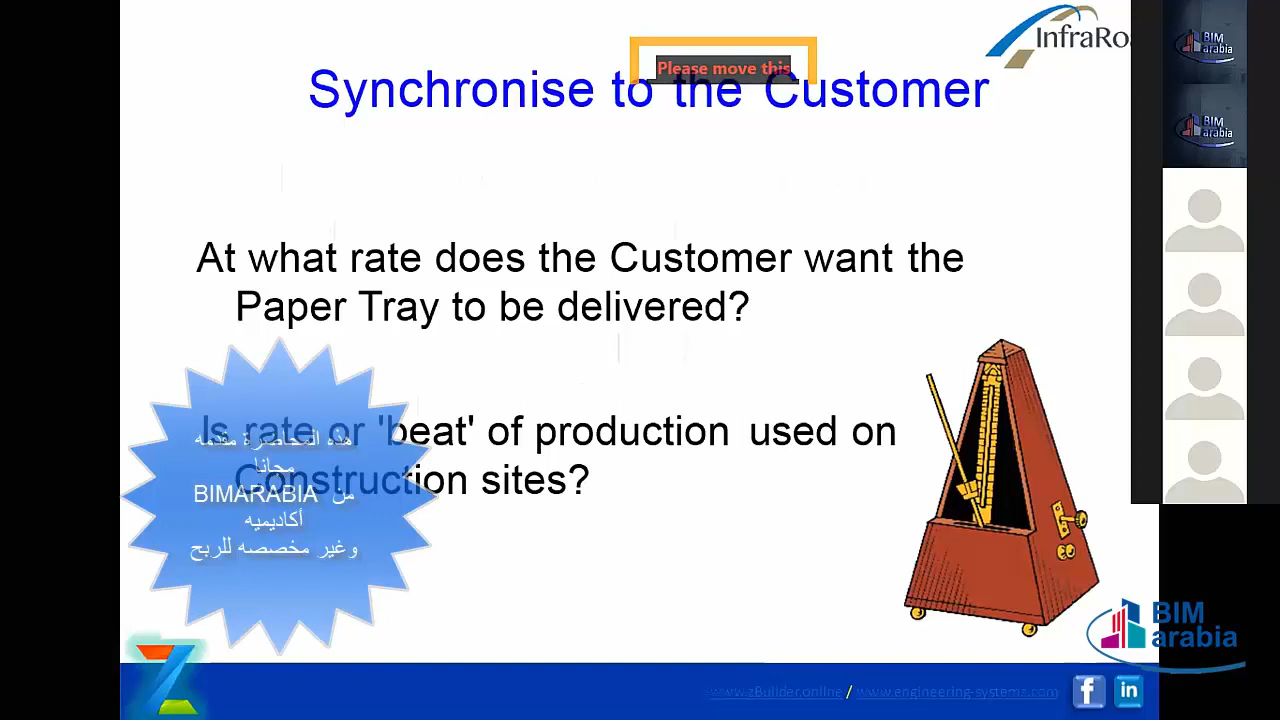 InfraRo
Please move this
Synchronise to the Customer
BIM
arabia
BIM
arabia
At what rate does the Customer want the
Paper Tray to be delivered?
Is rate or 'beat' of production used on
Construction sites?
هذه المحاضرة مقدمه
مجانا
من BIMARABIA
أكاديميه
وغير مخصصه للربح
BIM
arabia
www.zBuilder.online / www.engineering-systems.com
f in